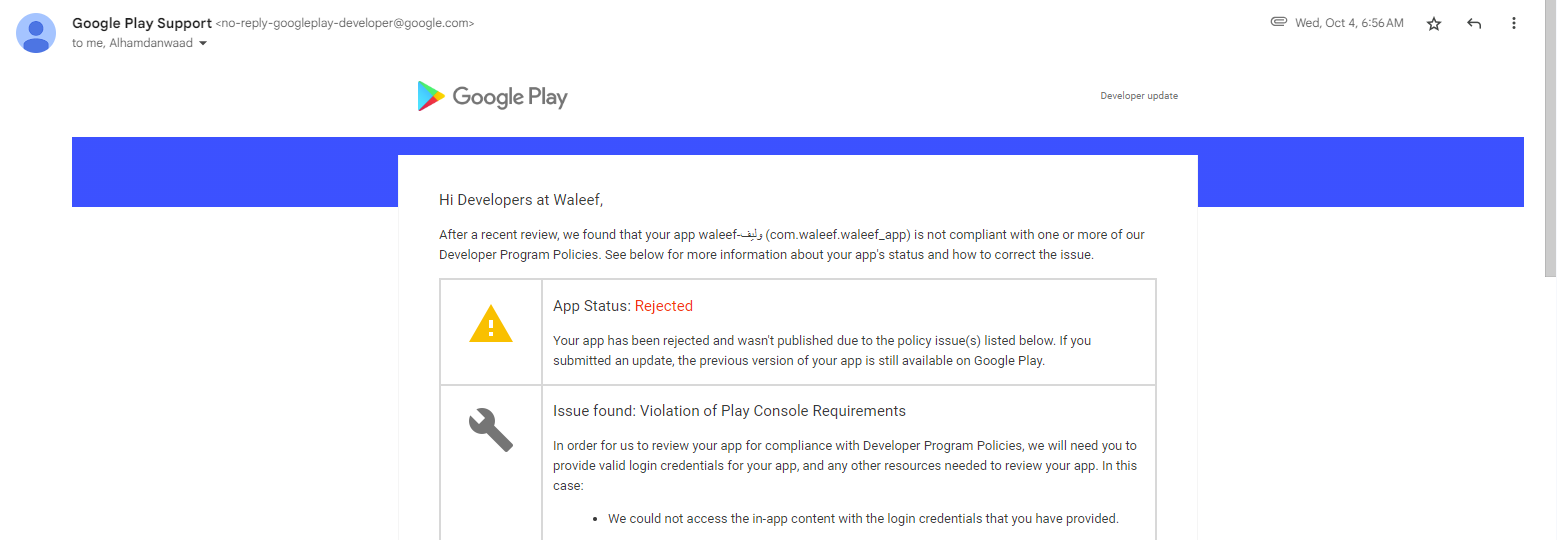 Google Play Support <no-reply-googleplay-developer@google.com>
Wed, Oct 4, 6:56 AM
to me, Alhamdanwaad
Google Play
Developer update
Hi Developers at Waleef,
After a recent review, we found that your app waleef-وليف (com.waleef.waleef_app) is not compliant with one or more of our
Developer Program Policies. See below for more information about your app's status and how to correct the issue.
App Status: Rejected
Your app has been rejected and wasn't published due to the policy issue(s) listed below. If you
submitted an update, the previous version of your app is still available on Google Play.
Issue found: Violation of Play Console Requirements
In order for us to review your app for compliance with Developer Program Policies, we will need you to
provide valid login credentials for your app, and any other resources needed to review your app. In this
case:
• We could not access the in-app content with the login credentials that you have provided.